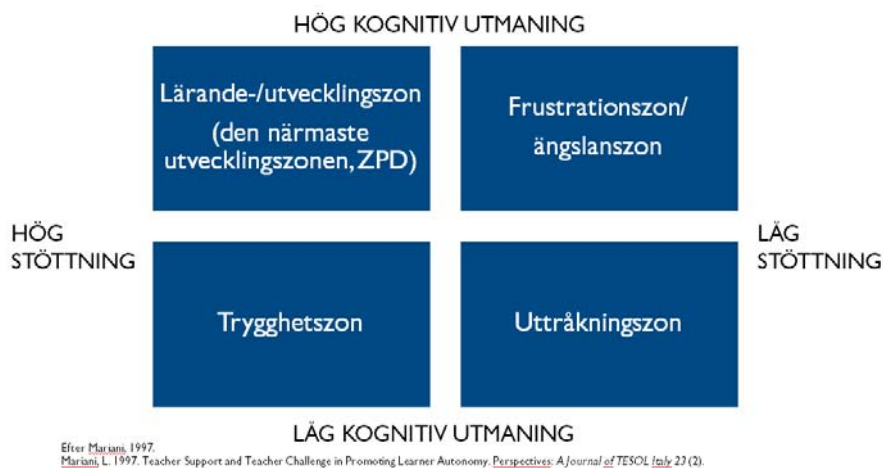 HÖG KOGNITIV UTMANING
Lärande-/utvecklingszon
(den närmaste
utvecklingszonen, ZPD)
Frustrationszon/
ängslanszon
HÖG
STÖTTNING
LÅG
STÖTTNING
Trygghetszon
Uttråkningszon
LÅG KOGNITIV UTMANING
Efter Mariani, 1997.
Mariani, L. 1997. Teacher Support and Teacher Challenge in Promoting Learner Autonomy. Perspectives: A Journal of TESOL Italy 23 (2).